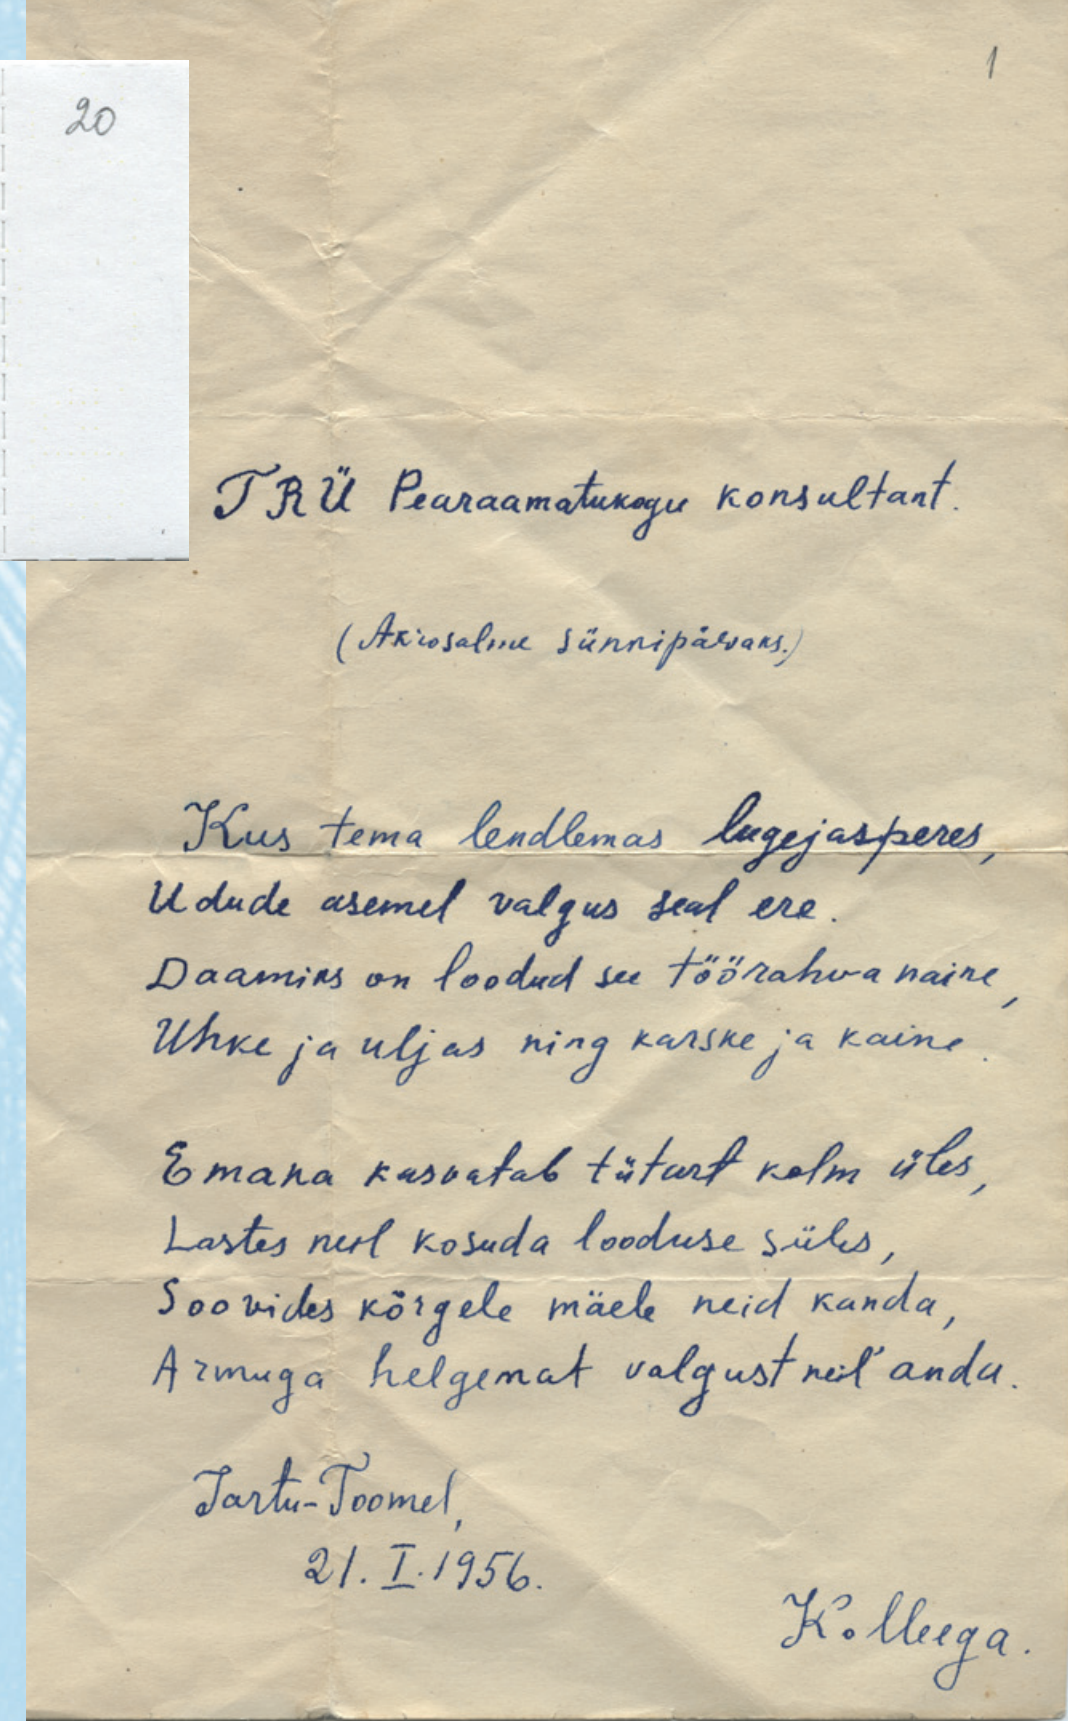 1
20
TRÜ Pearaamatukogu konsultant.
(Akrosalme sünnipäevaks.)
Kus tema lendlemas lugejasperes,
Udude asemel valgus seal ere.
Daamiks on loodud see töörahva naine,
Uhke ja uljas ning karske ja kaine.
Emana kasvatab tütart kolm üles,
Lastes neil kosuda looduse süles,
Soovides kõrgele mäele neid kanda,
Armuga helgemat valgust neil' anda.
Tartu-Toomel,
21. I. 1956.
Kolleega.